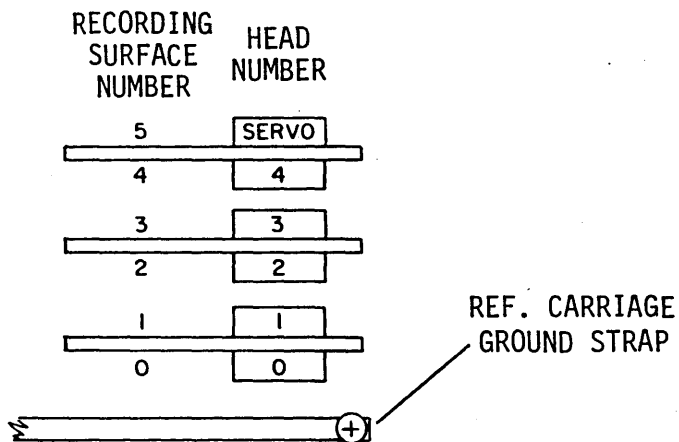 RECORDING
SURFACE
NUMBER
HEAD
NUMBER
5 SERVO
4 4
3 3
2 2
1 1
0 0
REF. CARRIAGE
GROUND STRAP